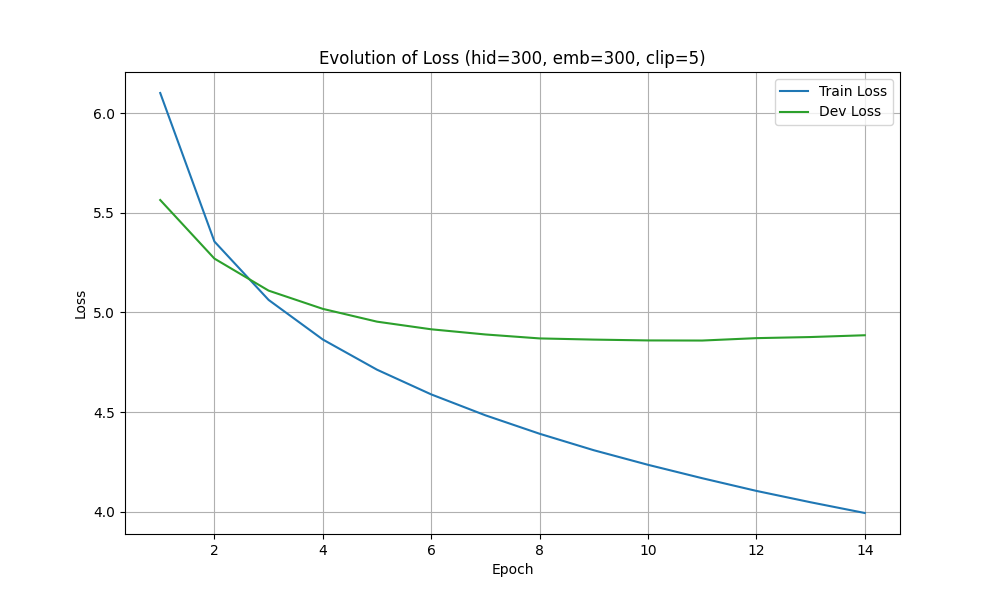 Evolution of Loss (hid=300, emb=300, clip=5)
Train Loss
Dev Loss
Loss
6.0
5.5
5.0
4.5
4.0
2 4 6 8 10 12 14
Epoch